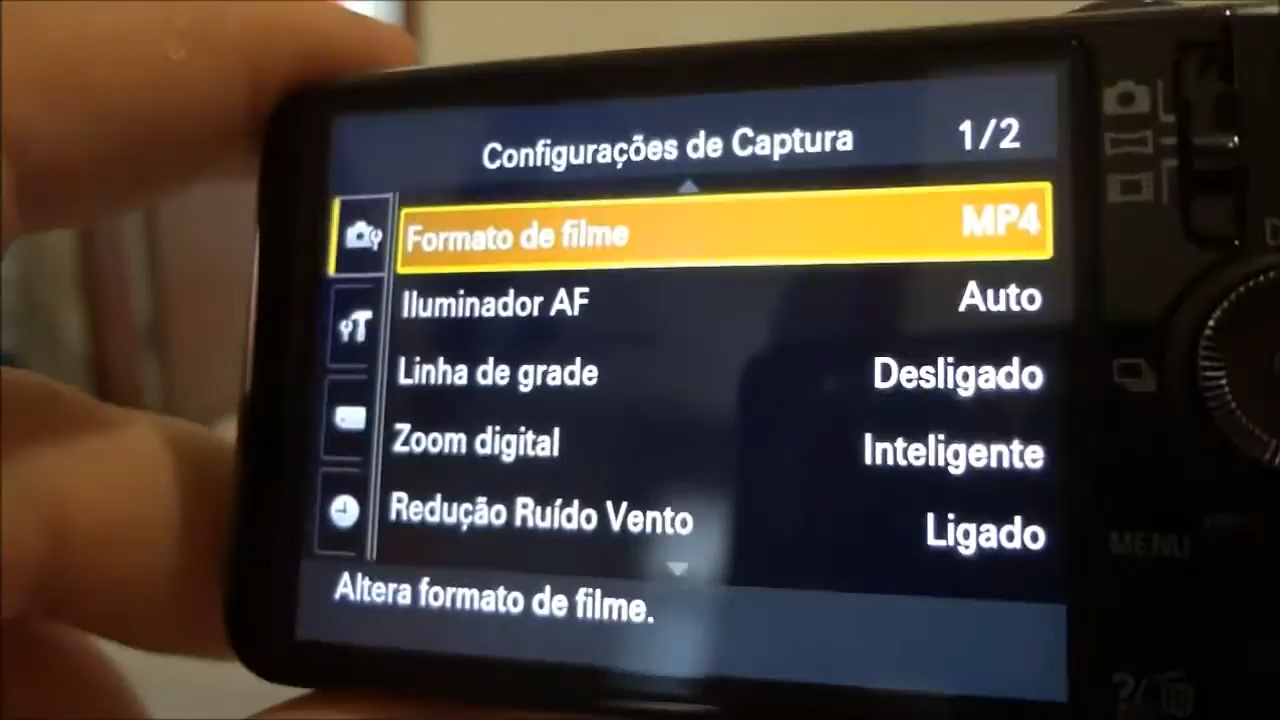 Configurações de Captura 1/2
Formato de filme MP4
Iluminador AF Auto
Linha de grade Desligado
Zoom digital Inteligente
Redução Ruído Vento Ligado
Altera formato de filme.
MENU
?/